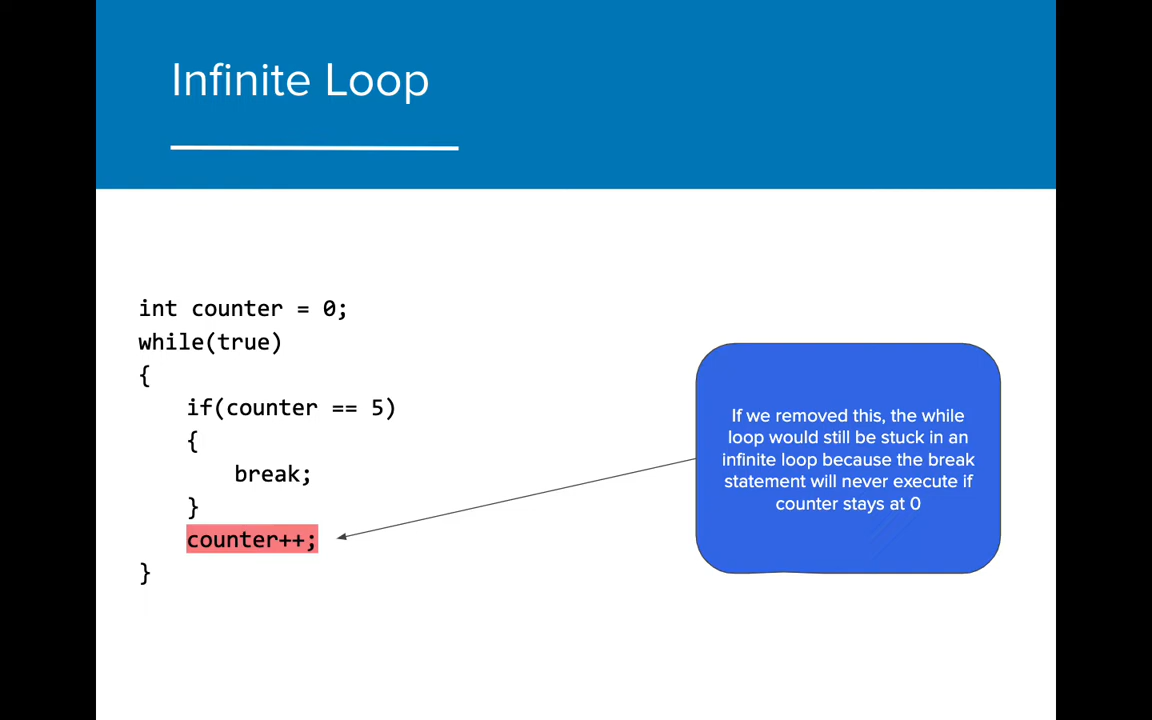 Infinite Loop
int counter = 0;
while(true)
{
if(counter == 5)
{
break;
}
counter++;
}
If we removed this, the while
loop would still be stuck in an
infinite loop because the break
statement will never execute if
counter stays at 0